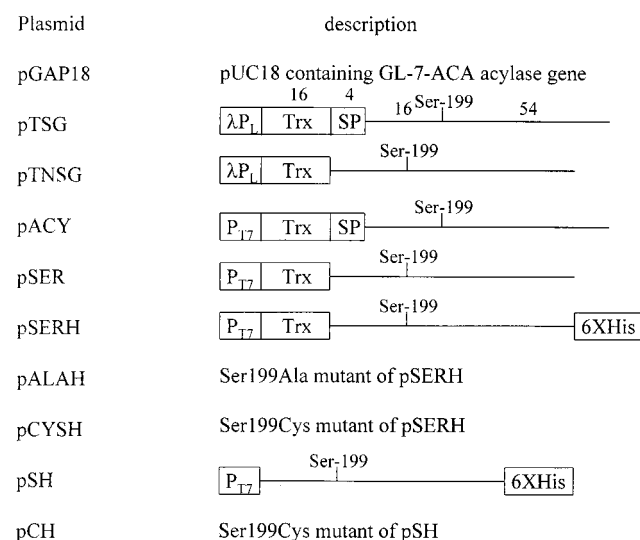 Plasmid description
pGAP18 pUC18 containing GL-7-ACA acylase gene
16 4
pTSG λP_L Trx SP 16 Ser-199 54
pTNSG λP_L Trx Ser-199
pACY P_T7 Trx SP Ser-199
pSER P_T7 Trx Ser-199
pSERH P_T7 Trx Ser-199 6XHis
pALAH Ser199Ala mutant of pSERH
pCYSH Ser199Cys mutant of pSERH
pSH P_T7 Ser-199 6XHis
pCH Ser199Cys mutant of pSH